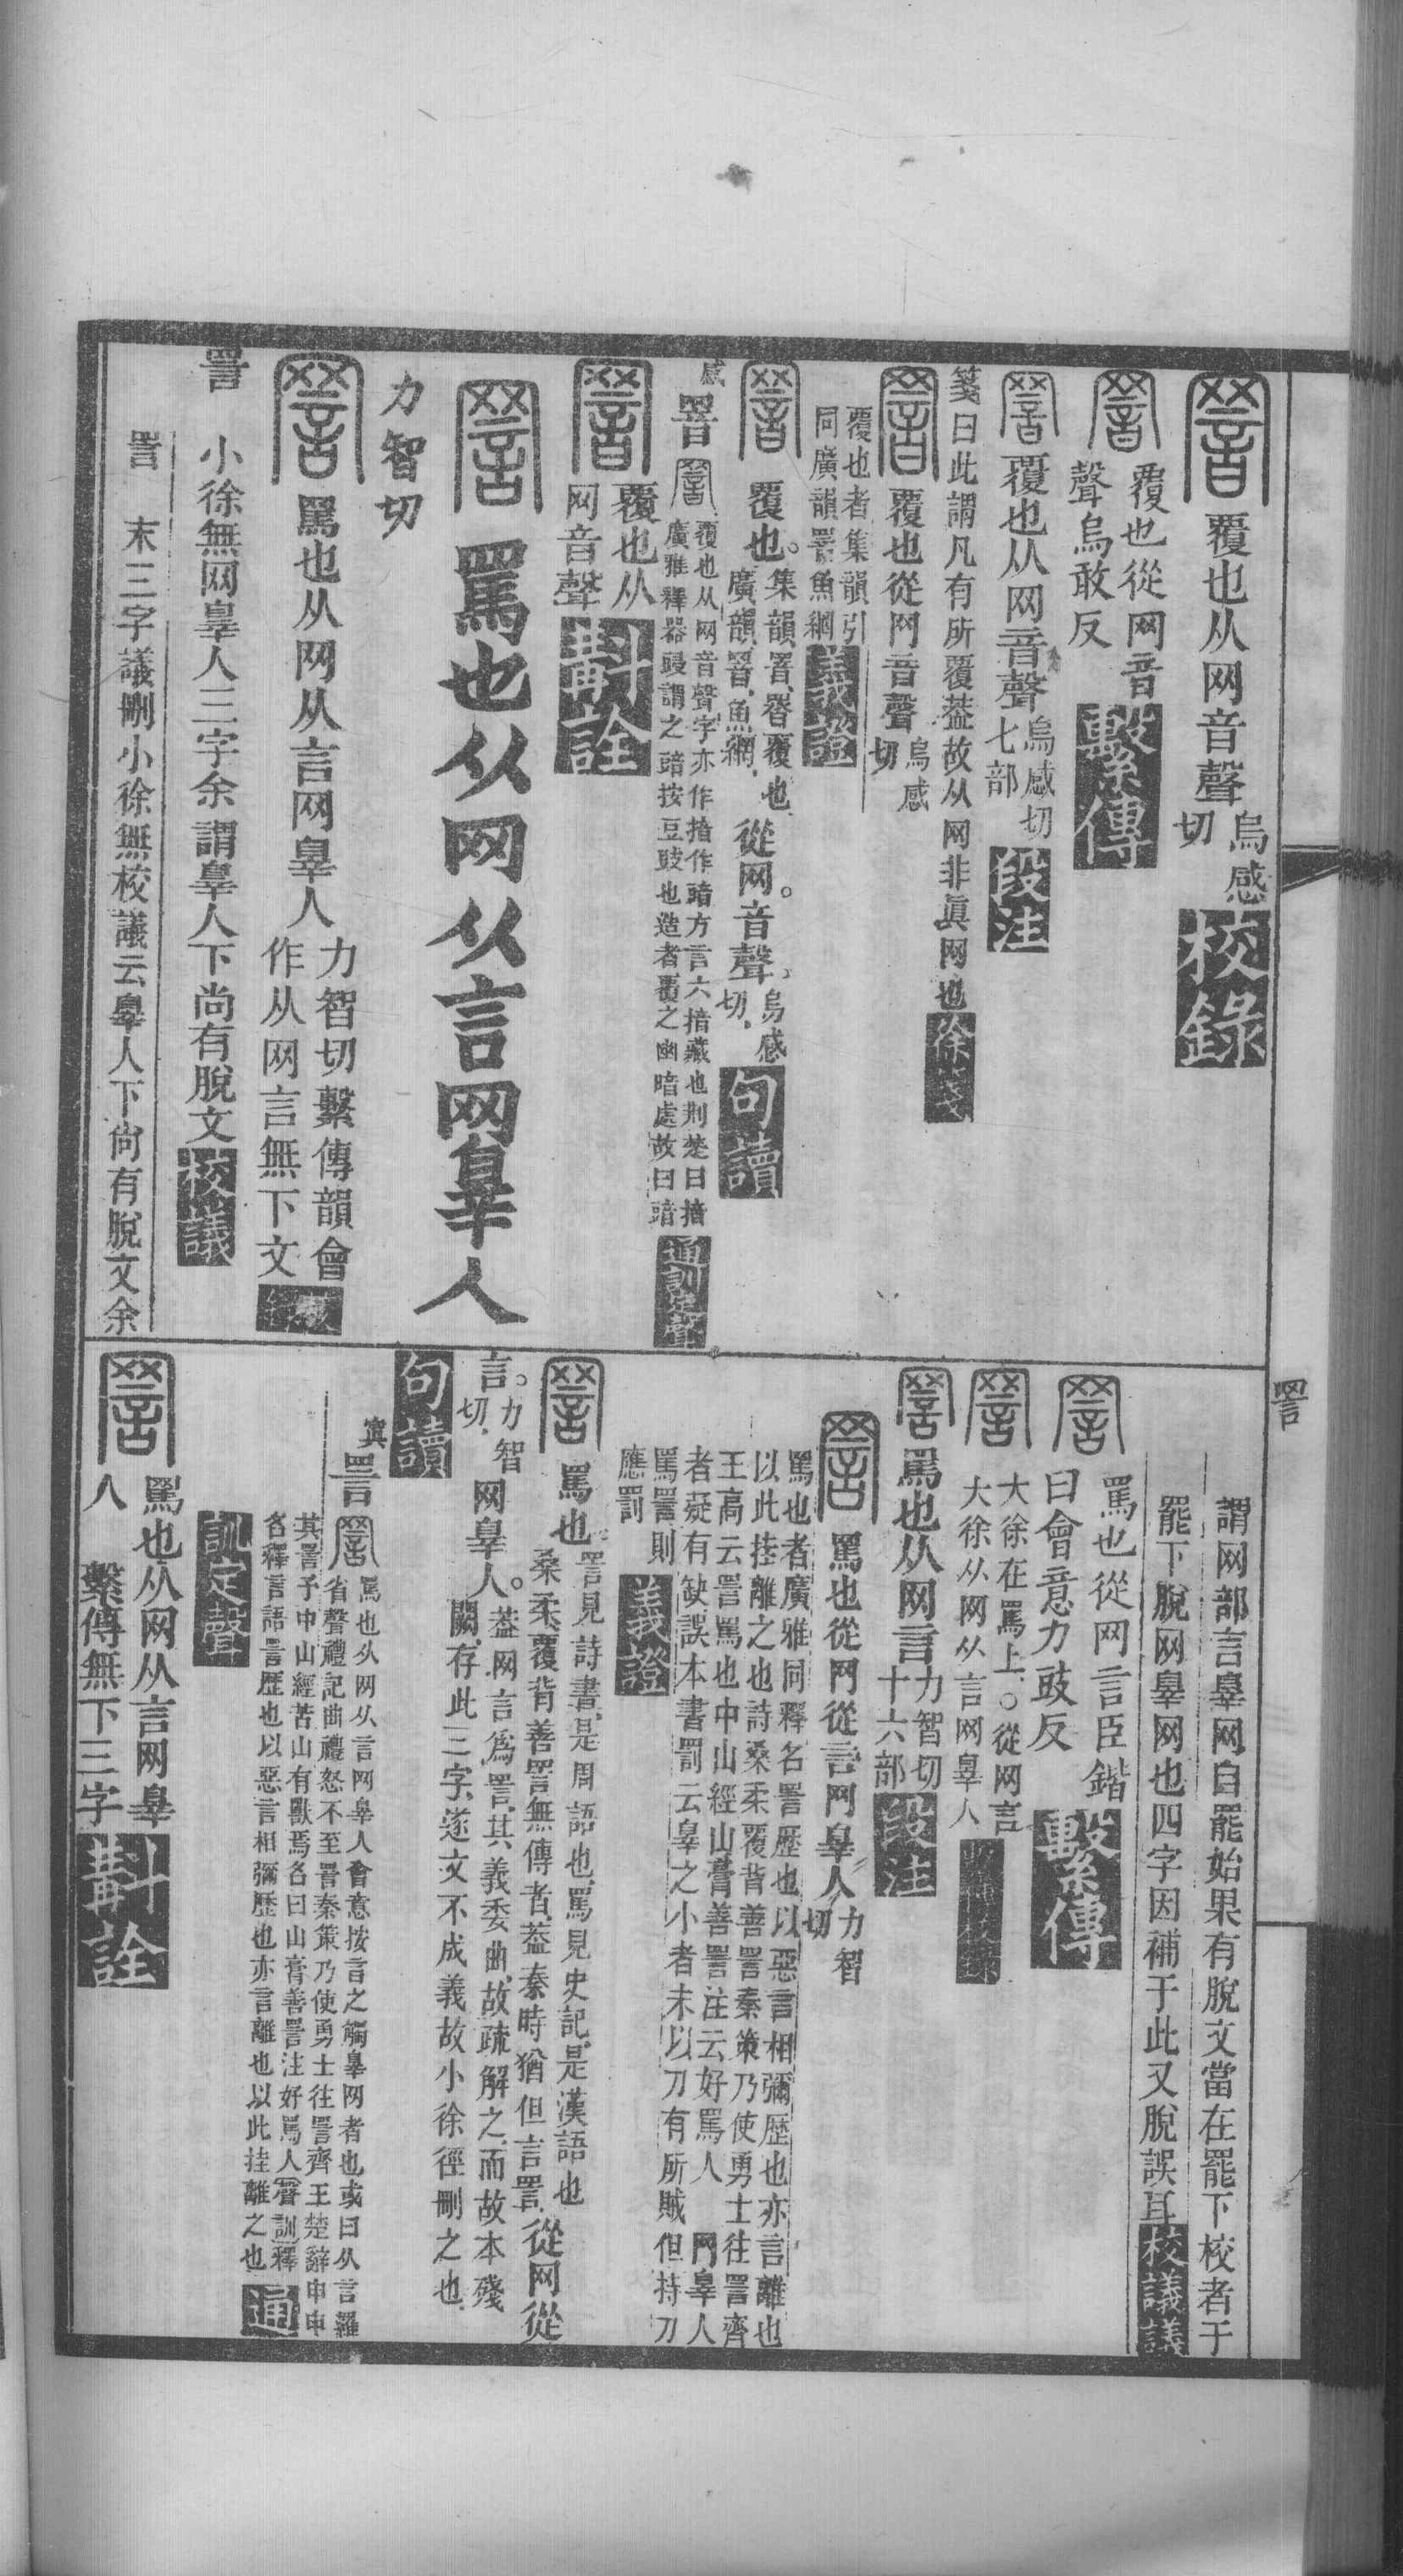 覆也从网音聲烏感切校錄
覆也從网音聲烏敢反繫傳
覆也从网音聲烏感切七部段注
箋曰此謂凡有所覆葢故从网非眞网也徐箋
覆也從网音聲烏感切
覆也者集韻引同廣韻罯魚網義證
覆也。集韻罯、罯覆也、廣韻罯、魚網、從网。音聲、烏感切、句讀
感
罯覆也从网音聲字亦作揞作䜾方言六揞藏也荆楚曰揞廣雅釋器䜾謂之䜾按豆豉也造者覆之幽暗處故曰䜾通訓定聲
覆也从网音聲斠詮
罵也从网从言网辠人
力智切
罵也从网从言网辠人力智切繫傳韻會作从网言無下文
詈
小徐無网辠人三字余謂辠人下尚有脫文校議
詈
末三字議刪小徐無校議云辠人下尚有脫文余
詈
謂网部言辠网自罷始果有脫文當在罷下校者于
罷下脫网辠网也四字因補于此又脫誤耳校議議
罵也從网言臣鍇曰會意力豉反繫傳
大徐在罵上○從网言大徐从网从言网辠人
罵也从网言力智切十六部段注
罵也從网從言网辠人力智切
罵也者廣雅同釋名詈歷也以惡言相彌歷也亦言離也
以此挂離之也詩桑柔覆背善詈秦策乃使勇士往詈齊
王高云詈罵也中山經山膏善詈注云好罵人 网辠人
者疑有缺誤本書罰云辠之小者未以刀有所賊但持刀
罵詈則應罰義證
罵也、詈見詩書、是周語也、罵見史記、是漢語也桑柔覆背善詈無傳者、葢秦時猶但言詈、從网從
言。力智切、网辠人。葢网言爲詈、其義委曲、故疏解之、而故本殘闕、存此三字、遂文不成義故小徐徑刪之也
句讀
寘
詈罵也从网从言网辠人會意按言之觸辠网者也或曰从言羅省聲禮記曲禮怒不至詈秦策乃使勇士往詈齊王楚辭申申
其詈予中山經苦山有獸焉名曰山膏善詈注好罵人聲訓釋名釋言語詈歷也以惡言相彌歷也亦言離也以此挂離之也通
訓定聲
罵也从网从言网辠人 繫傳無下三字斠詮